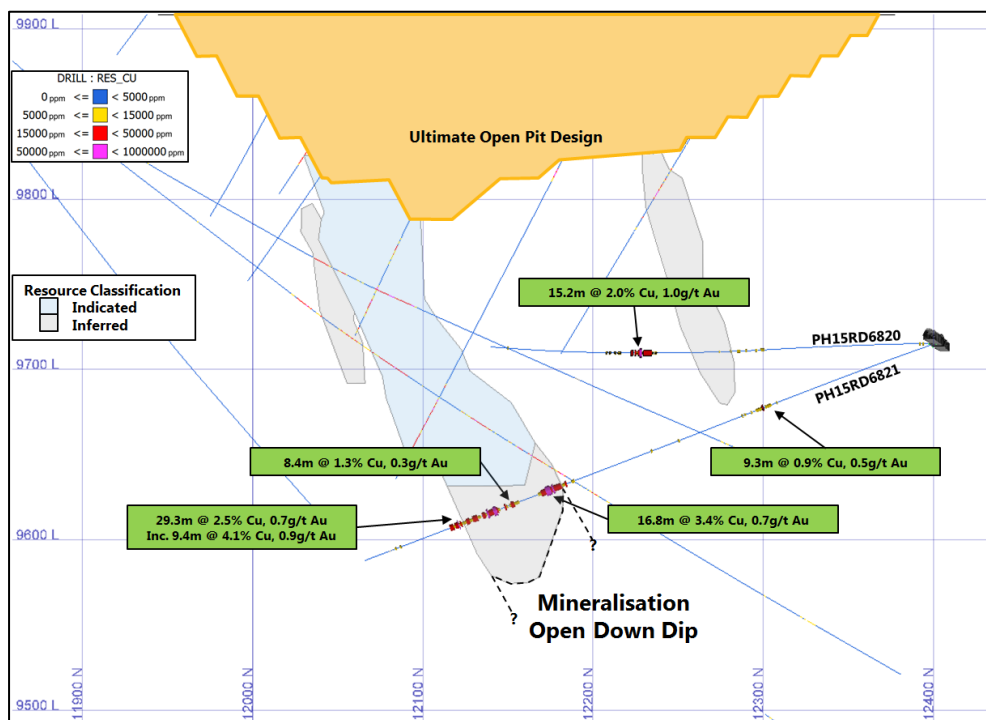 9900 L
DRILL : RES_CU
0 ppm <= < 5000 ppm
5000 ppm <= < 15000 ppm
15000 ppm <= < 50000 ppm
50000 ppm <= < 1000000 ppm
Ultimate Open Pit Design
9800 L
Resource Classification
Indicated
Inferred
15.2m @ 2.0% Cu, 1.0g/t Au
PH15RD6820
9700 L
PH15RD6821
8.4m @ 1.3% Cu, 0.3g/t Au
9.3m @ 0.9% Cu, 0.5g/t Au
29.3m @ 2.5% Cu, 0.7g/t Au
Inc. 9.4m @ 4.1% Cu, 0.9g/t Au
16.8m @ 3.4% Cu, 0.7g/t Au
9600 L
?
?
Mineralisation
Open Down Dip
9500 L
11900 N
12000 N
12100 N
12200 N
12300 N
12400 N